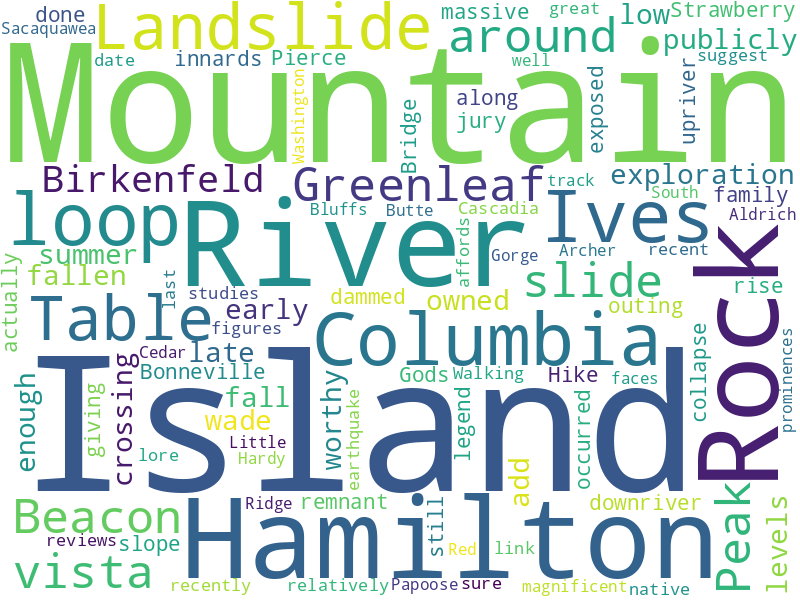 done massive great low Strawberry
Sacaquawea Landslide around publicly
date innards Pierce well suggest
Mountain
Washington along jury Bridge exposed upriver
Birkenfeld Greenleaf track exploration
loop River Ives South family
Bluffs Butte Cascadia Aldrich
summer affords Gorge Archer recent
actually fallen last slide rise
studies dammed owned outing
Table early figures Columbia Rock
Cedar late collapse prominences
enough giving crossing Bonneville Gods Walking Hike faces
Island
fall worthy legend occurred
wade
lore Little Hardy earthquake
add
Beacon Hamilton Peak levels
Ridge remnant still downriver
reviews slope Red link
vista
recently relatively Papoose sure magnificent native